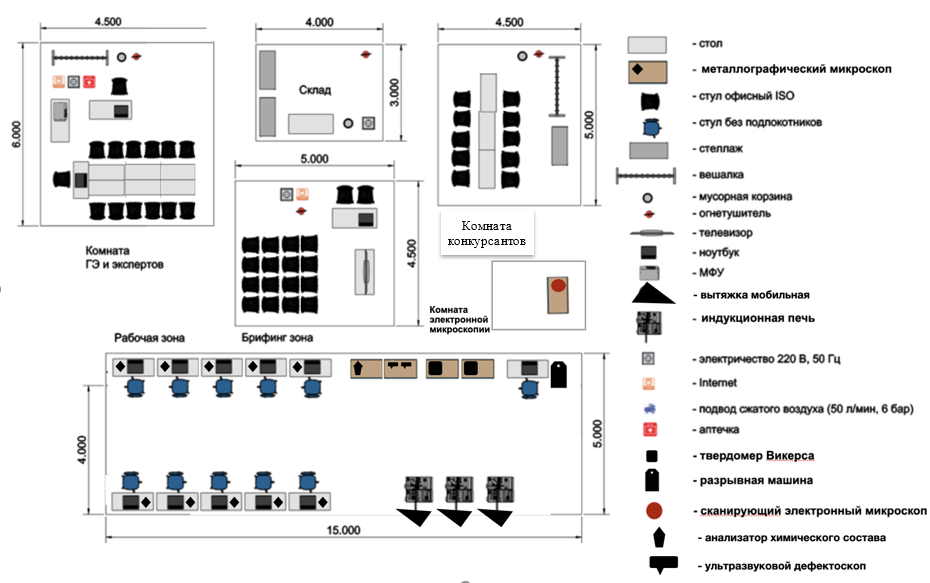 4.500
4.000
4.500
6.000
Склад
3.000
5.000
5.000
4.500
Комната
конкурсантов
Комната
ГЭ и экспертов
Комната
электронной
микроскопии
Рабочая зона
Брифинг зона
4.000
5.000
15.000
- стол
- металлографический микроскоп
- стул офисный ISO
- стул без подлокотников
- стеллаж
- вешалка
- мусорная корзина
- огнетушитель
- телевизор
- ноутбук
- МФУ
- вытяжка мобильная
- индукционная печь
- электричество 220 В, 50 Гц
- Internet
- подвод сжатого воздуха (50 л/мин, 6 бар)
- аптечка
- твердомер Викерса
- разрывная машина
- сканирующий электронный микроскоп
- анализатор химического состава
- ультразвуковой дефектоскоп